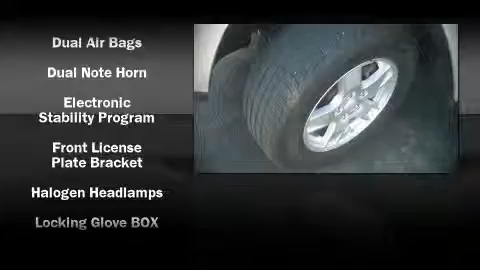 Dual Air Bags
Dual Note Horn
Electronic
Stability Program
Front License
Plate Bracket
Halogen Headlamps
Locking Glove BOX